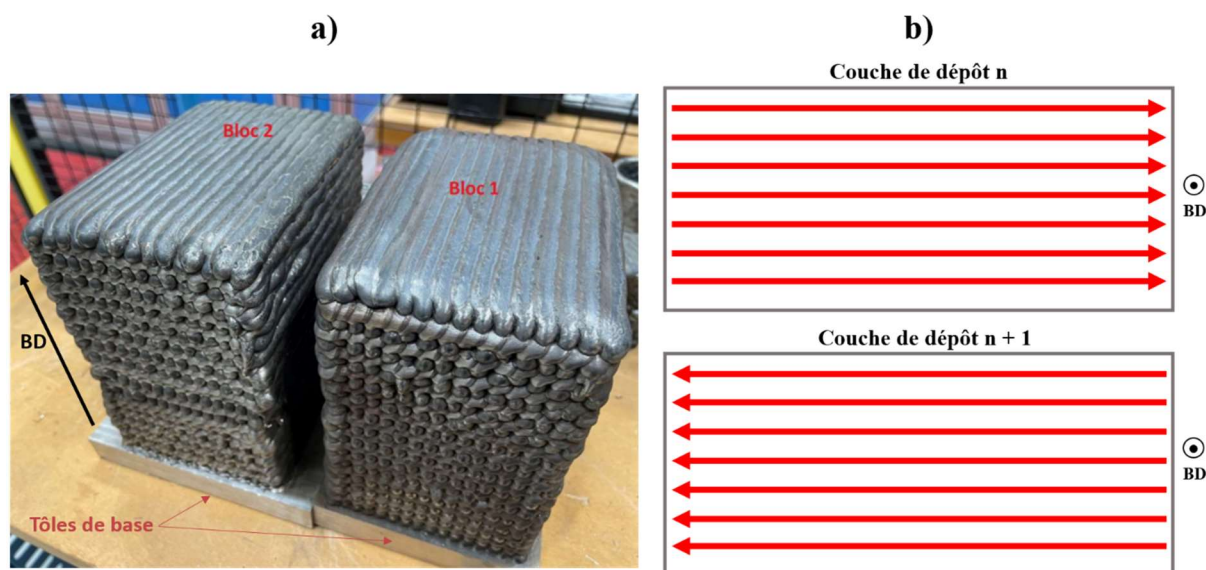 a)
b)
Bloc 2
Bloc 1
BD
Tôles de base
Couche de dépôt n
BD
Couche de dépôt n + 1
BD